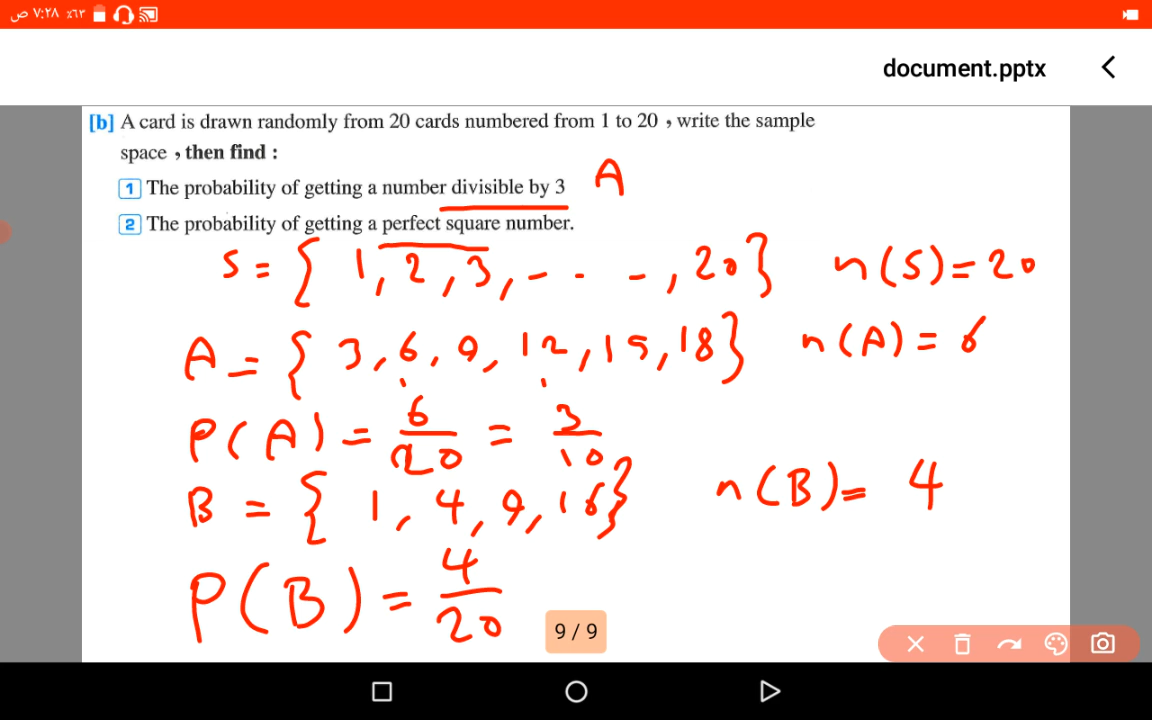 ٪٦٣ ٧:٢٨ ص
document.pptx
[b] A card is drawn randomly from 20 cards numbered from 1 to 20 , write the sample
space , then find :
1 The probability of getting a number divisible by 3 A
2 The probability of getting a perfect square number.
S = { 1, 2, 3, - - -, 20} n(S) = 20
A = { 3, 6, 9, 12, 15, 18} n(A) = 6
P(A) = 6/20 = 3/10
B = { 1, 4, 9, 16} n(B) = 4
P(B) = 4/20
9 / 9